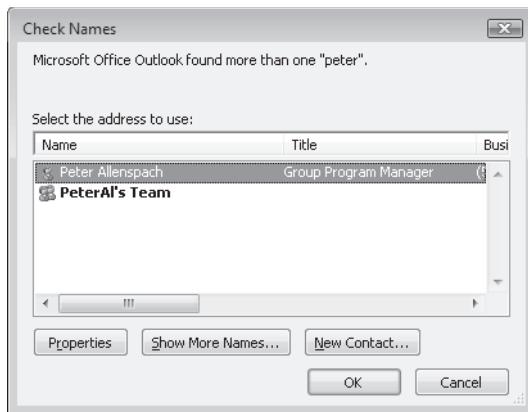 Check Names
Microsoft Office Outlook found more than one "peter".
Select the address to use:
Name Title Busi
Peter Allenspach Group Program Manager
PeterAl's Team
Properties Show More Names... New Contact...
OK Cancel